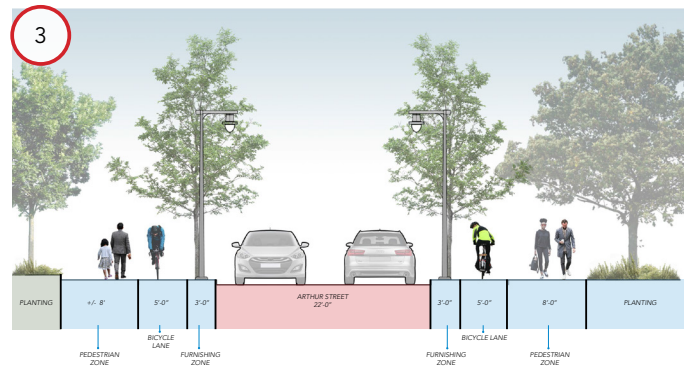 3
PLANTING
+/- 8'
5'-0"
3'-0"
ARTHUR STREET
22'-0"
3'-0"
5'-0"
8'-0"
PLANTING
PEDESTRIAN
ZONE
BICYCLE
LANE
FURNISHING
ZONE
FURNISHING
ZONE
BICYCLE LANE
PEDESTRIAN
ZONE